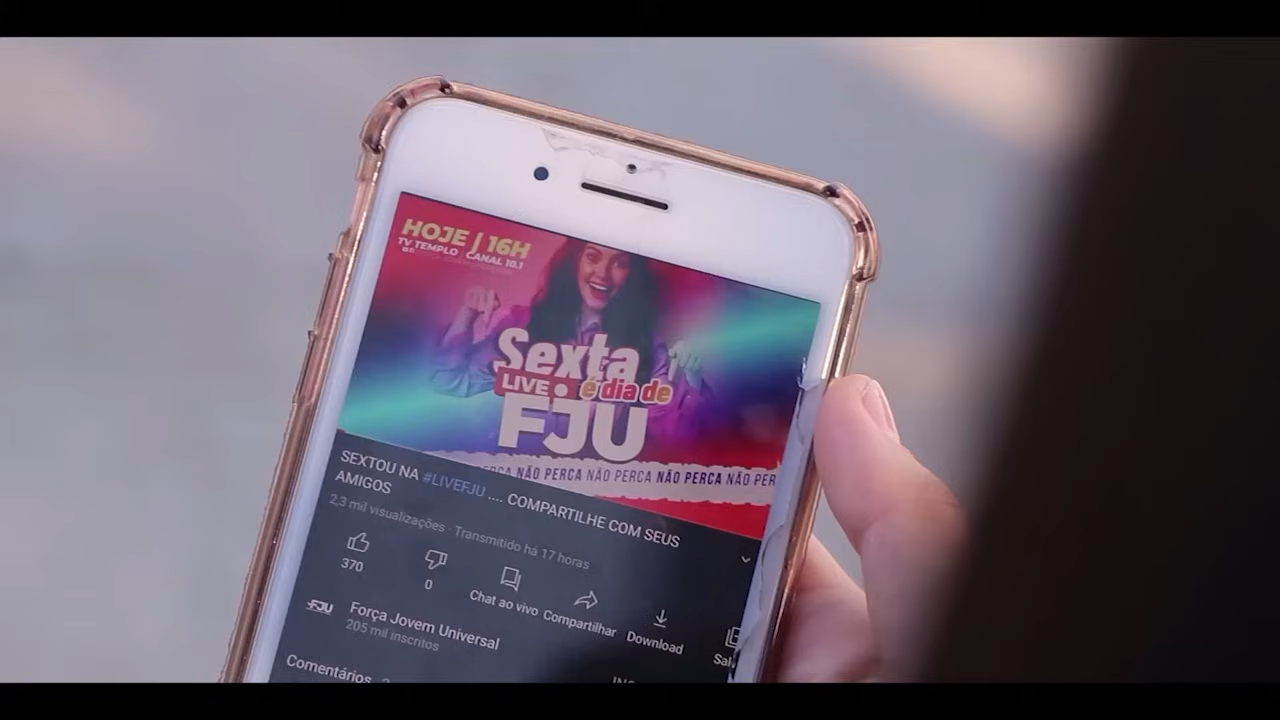 HOJE / 16H
TV TEMPLO CANAL 10.1
Sexta
LIVE é dia de
FJU
PERCA NÃO PERCA NÃO PERCA NÃO PERCA NÃO PER
SEXTOU NA #LIVEFJU .... COMPARTILHE COM SEUS
AMIGOS
2,3 mil visualizações · Transmitido há 17 horas
370
0
Chat ao vivo
Compartilhar
Download
Sal
FJU
Força Jovem Universal
205 mil inscritos
Comentários